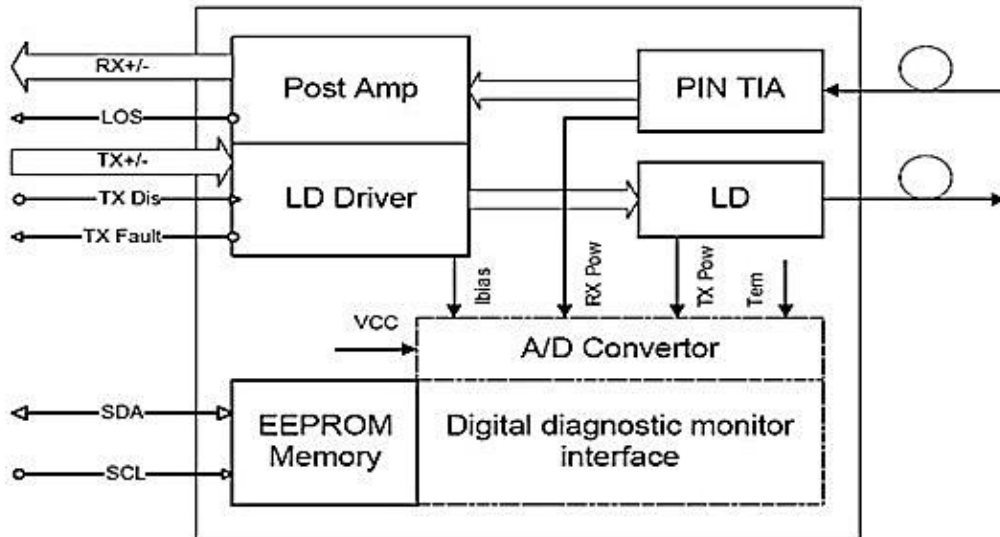 RX+/-
LOS
TX+/-
TX Dis
TX Fault
Post Amp
LD Driver
PIN TIA
LD
Ibias
RX Pow
TX Pow
Tem
VCC
A/D Convertor
SDA
SCL
EEPROM
Memory
Digital diagnostic monitor
interface